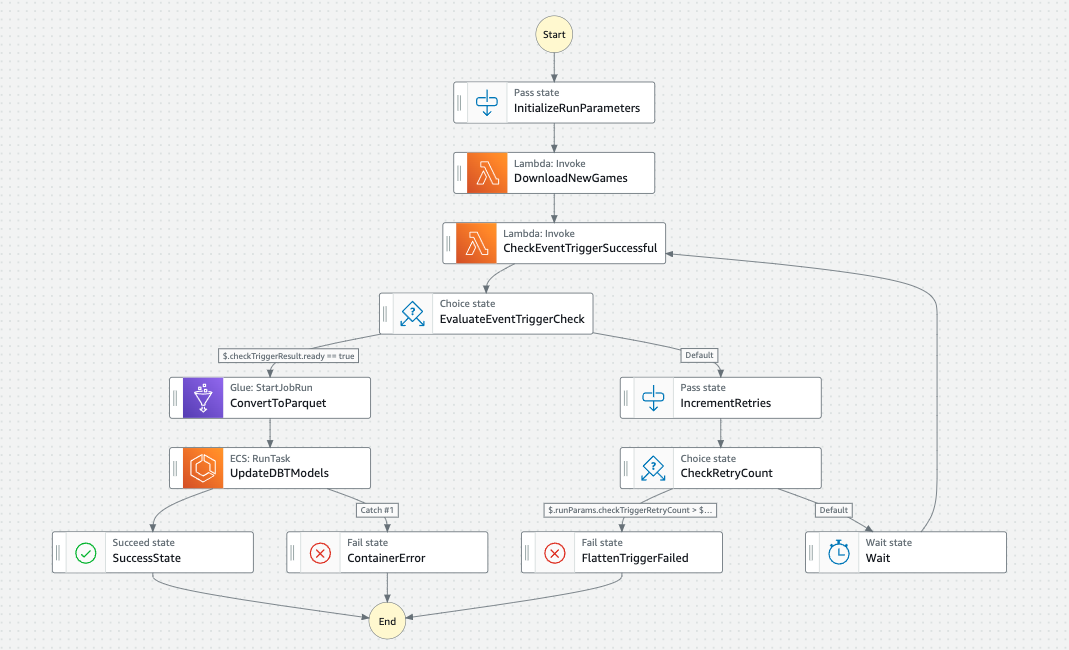 Start
Pass state
InitializeRunParameters
Lambda: Invoke
DownloadNewGames
Lambda: Invoke
CheckEventTriggerSuccessful
Choice state
EvaluateEventTriggerCheck
$.checkTriggerResult.ready == true
Default
Glue: StartJobRun
ConvertToParquet
Pass state
IncrementRetries
ECS: RunTask
UpdateDBTModels
Choice state
CheckRetryCount
Catch #1
$.runParams.checkTriggerRetryCount > $...
Default
Succeed state
SuccessState
Fail state
ContainerError
Fail state
FlattenTriggerFailed
Wait state
Wait
End